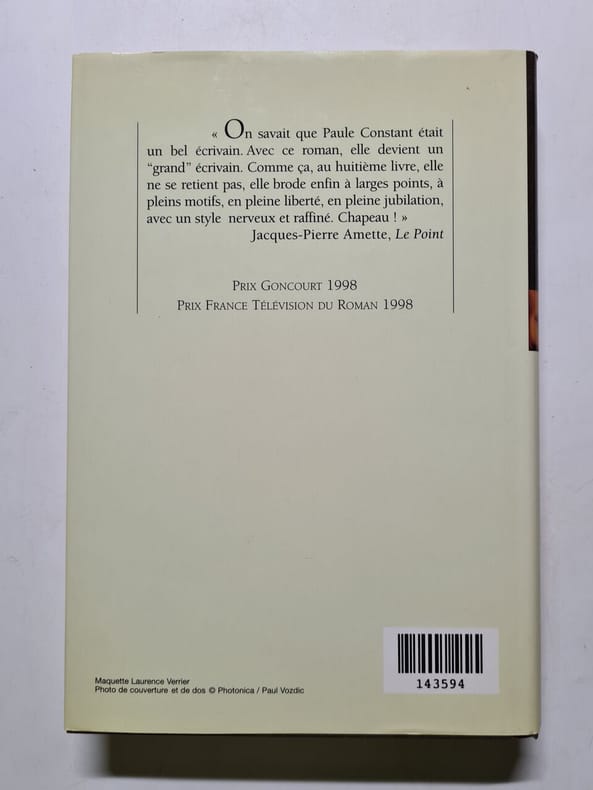 « On savait que Paule Constant était
un bel écrivain. Avec ce roman, elle devient un
“grand” écrivain. Comme ça, au huitième livre, elle
ne se retient pas, elle brode enfin à larges points, à
pleins motifs, en pleine liberté, en pleine jubilation,
avec un style nerveux et raffiné. Chapeau ! »
Jacques-Pierre Amette, Le Point
PRIX GONCOURT 1998
PRIX FRANCE TÉLÉVISION DU ROMAN 1998
Maquette Laurence Verrier
Photo de couverture et de dos © Photonica / Paul Vozdic
143594